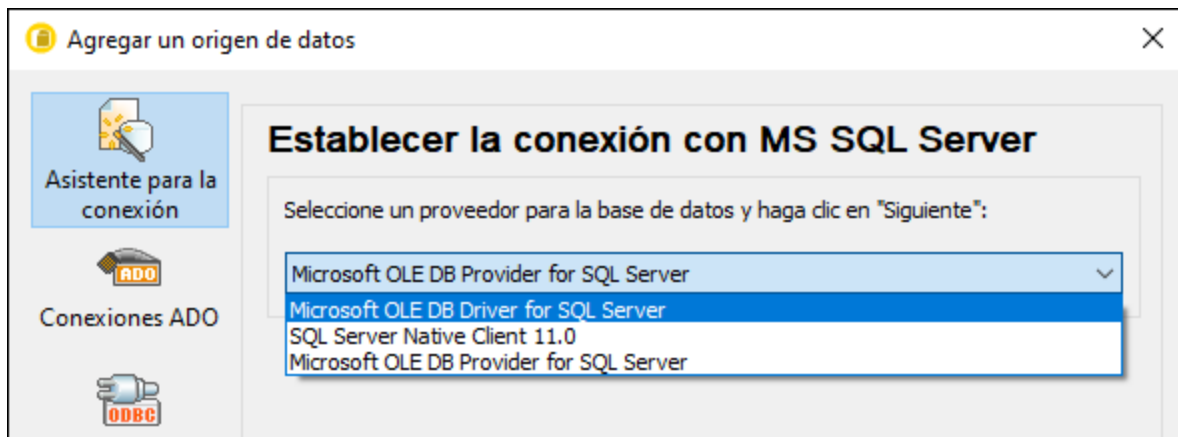 Agregar un origen de datos
Asistente para la
conexión
ADO
Conexiones ADO
ODBC
Establecer la conexión con MS SQL Server
Seleccione un proveedor para la base de datos y haga clic en "Siguiente":
Microsoft OLE DB Provider for SQL Server
Microsoft OLE DB Driver for SQL Server
SQL Server Native Client 11.0
Microsoft OLE DB Provider for SQL Server